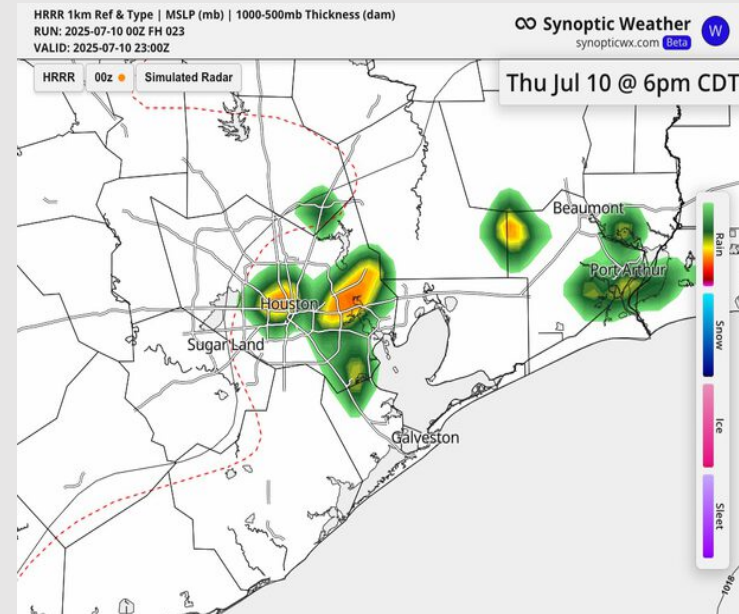 HRRR 1km Ref & Type | MSLP (mb) | 1000-500mb Thickness (dam)
RUN: 2025-07-10 00Z FH 023
VALID: 2025-07-10 23:00Z
Synoptic Weather
synopticwx.com Beta
W
HRRR
00z
Simulated Radar
Thu Jul 10 @ 6pm CDT
Beaumont
Port Arthur
Houston
Sugar Land
Galveston
Rain
Snow
Ice
Sleet
1018